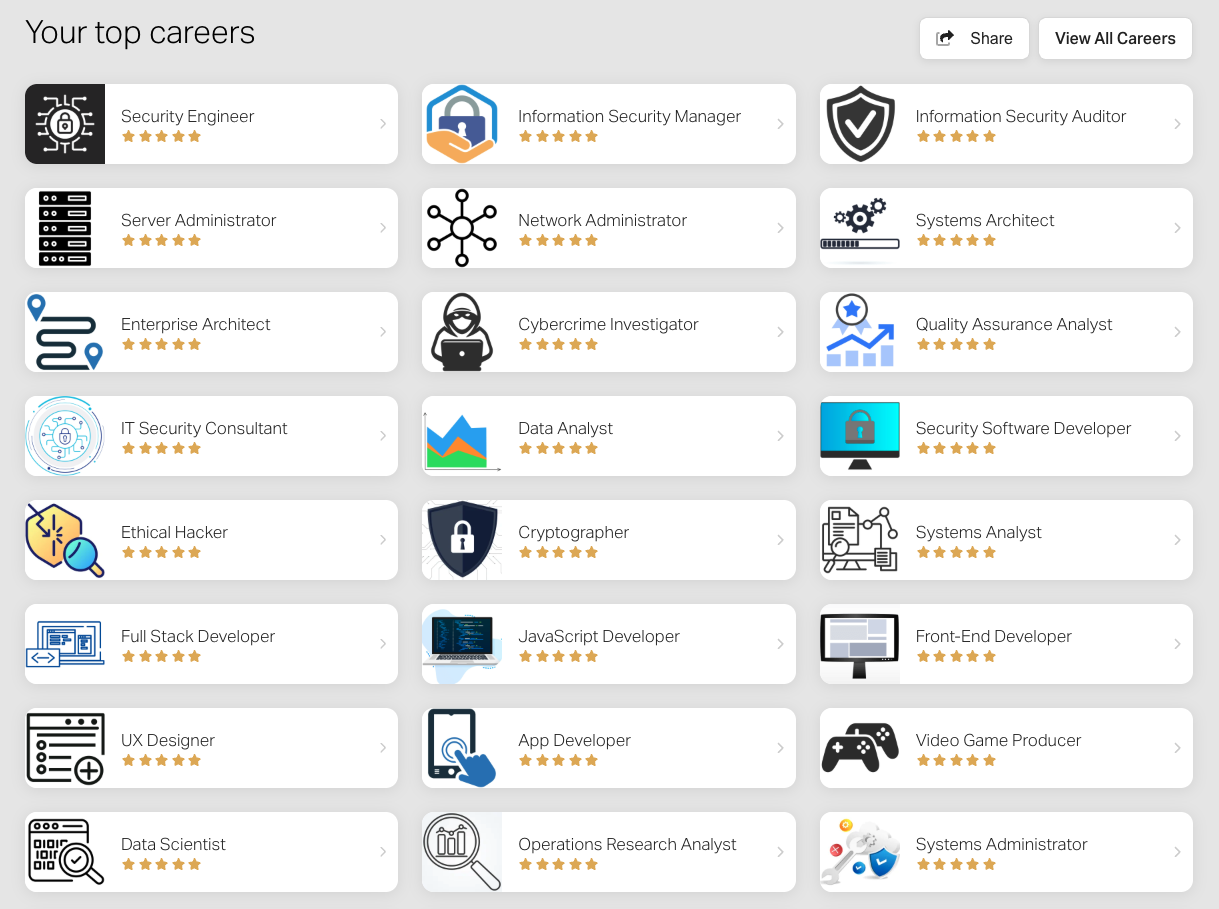 Your top careers
Share
View All Careers
Security Engineer
Information Security Manager
Information Security Auditor
Server Administrator
Network Administrator
Systems Architect
Enterprise Architect
Cybercrime Investigator
Quality Assurance Analyst
IT Security Consultant
Data Analyst
Security Software Developer
Ethical Hacker
Cryptographer
Systems Analyst
Full Stack Developer
JavaScript Developer
Front-End Developer
UX Designer
App Developer
Video Game Producer
Data Scientist
Operations Research Analyst
Systems Administrator